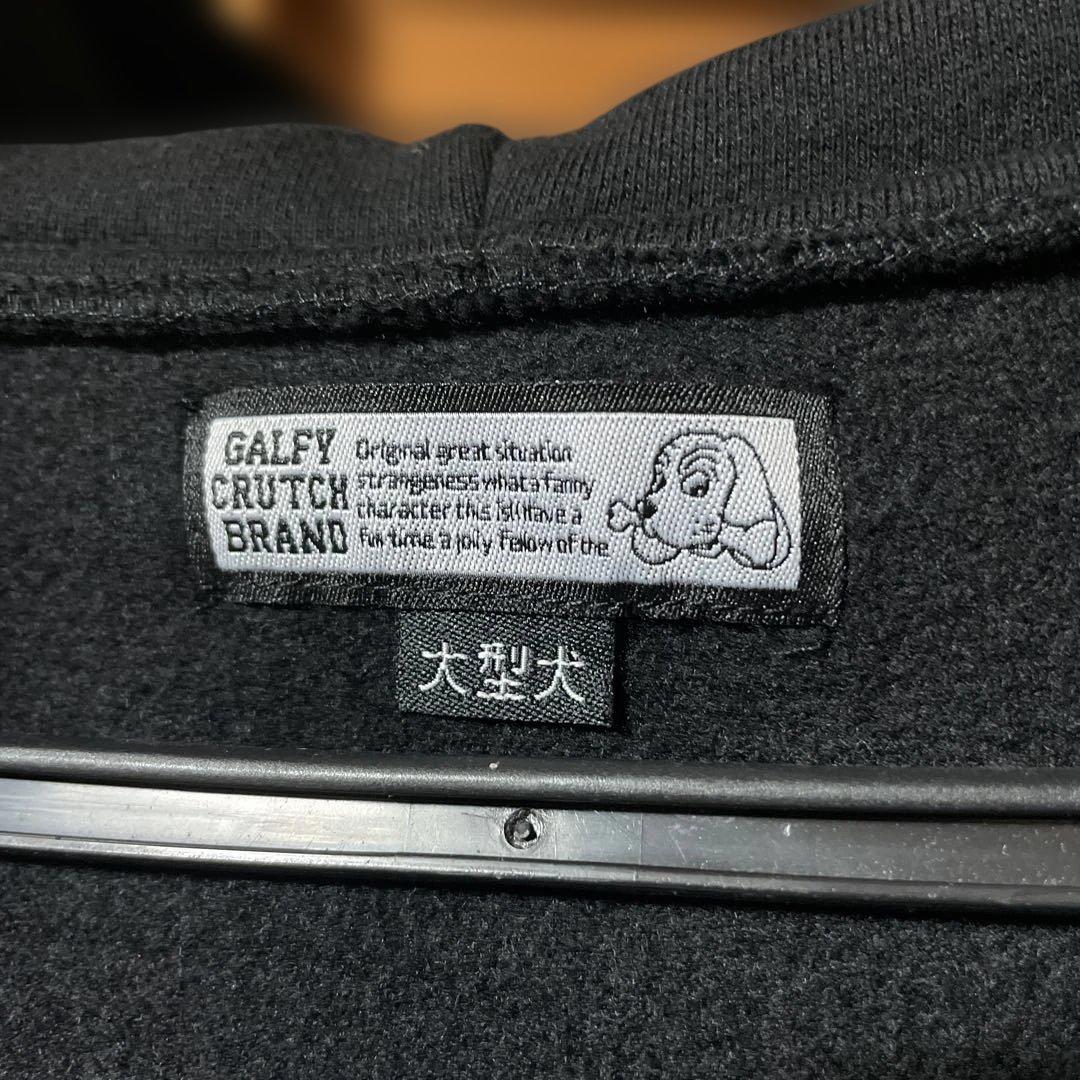 GALFY
CRUTCH
BRAND
Original great situation
strangeness what a fanny
character this is! Have a
fun time a jolly fellow of the
大型犬